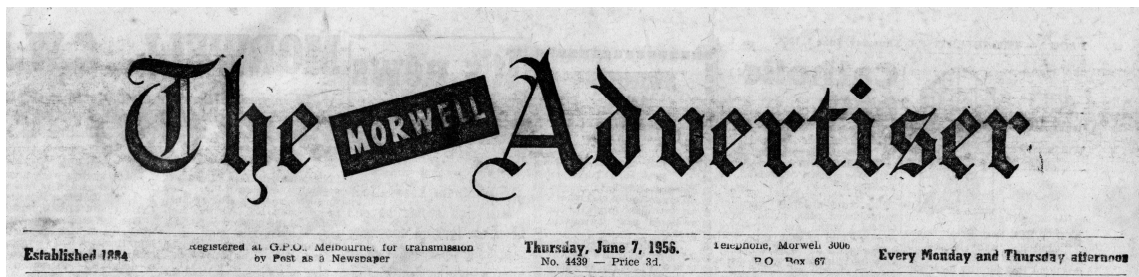 The MORWELL Advertiser
Established 1884
Registered at G.P.O., Melbourne, for transmission
by Post as a Newspaper
Thursday, June 7, 1956.
No. 4439 — Price 3d.
Telephone, Morwell 3006
P.O. Box 67
Every Monday and Thursday afternoon